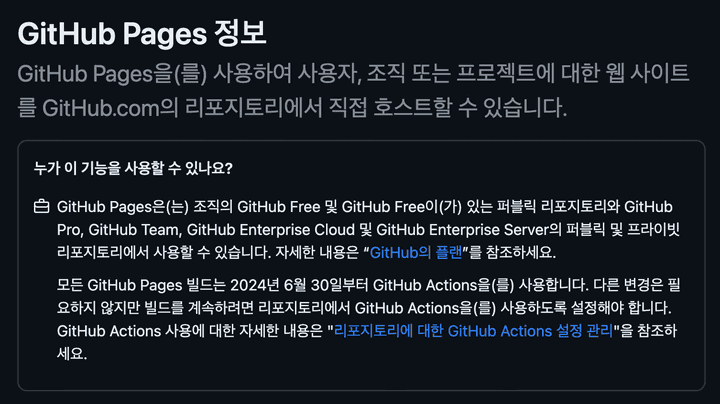 GitHub Pages 정보
GitHub Pages을(를) 사용하여 사용자, 조직 또는 프로젝트에 대한 웹 사이트
를 GitHub.com의 리포지토리에서 직접 호스트할 수 있습니다.
누가 이 기능을 사용할 수 있나요?
GitHub Pages은(는) 조직의 GitHub Free 및 GitHub Free이(가) 있는 퍼블릭 리포지토리와 GitHub
Pro, GitHub Team, GitHub Enterprise Cloud 및 GitHub Enterprise Server의 퍼블릭 및 프라이빗
리포지토리에서 사용할 수 있습니다. 자세한 내용은 “GitHub의 플랜”를 참조하세요.
모든 GitHub Pages 빌드는 2024년 6월 30일부터 GitHub Actions을(를) 사용합니다. 다른 변경은 필
요하지 않지만 빌드를 계속하려면 리포지토리에서 GitHub Actions을(를) 사용하도록 설정해야 합니다.
GitHub Actions 사용에 대한 자세한 내용은 "리포지토리에 대한 GitHub Actions 설정 관리"을 참조하
세요.